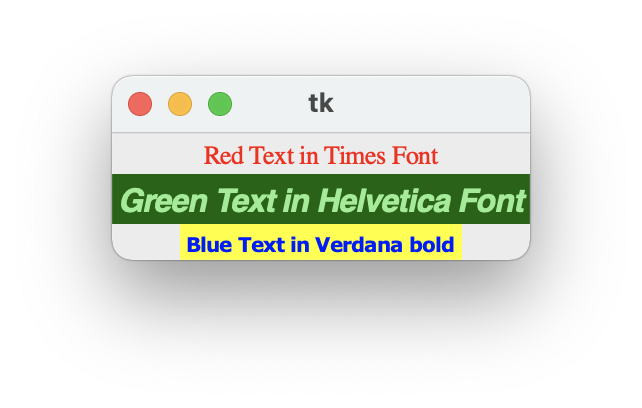 tk
Red Text in Times Font
Green Text in Helvetica Font
Blue Text in Verdana bold